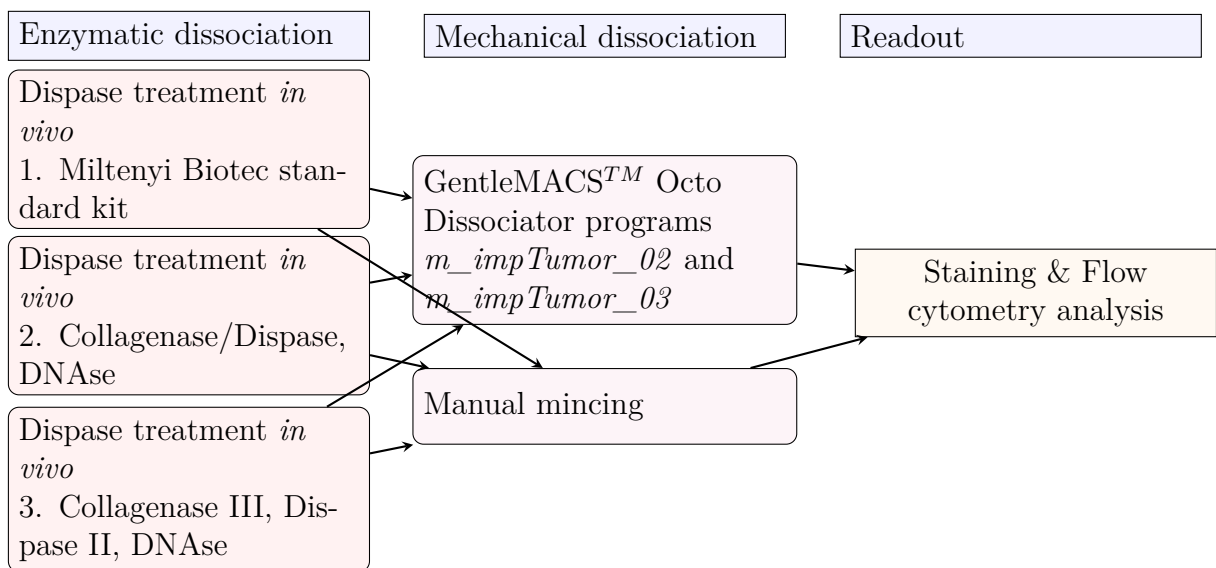 Enzymatic dissociation
Mechanical dissociation
Readout
Dispase treatment in
vivo
1. Miltenyi Biotec stan-
dard kit
Dispase treatment in
vivo
2. Collagenase/Dispase,
DNAse
Dispase treatment in
vivo
3. Collagenase III, Dis-
pase II, DNAse
GentleMACS™ Octo
Dissociator programs
m_impTumor_02 and
m_impTumor_03
Manual mincing
Staining & Flow
cytometry analysis